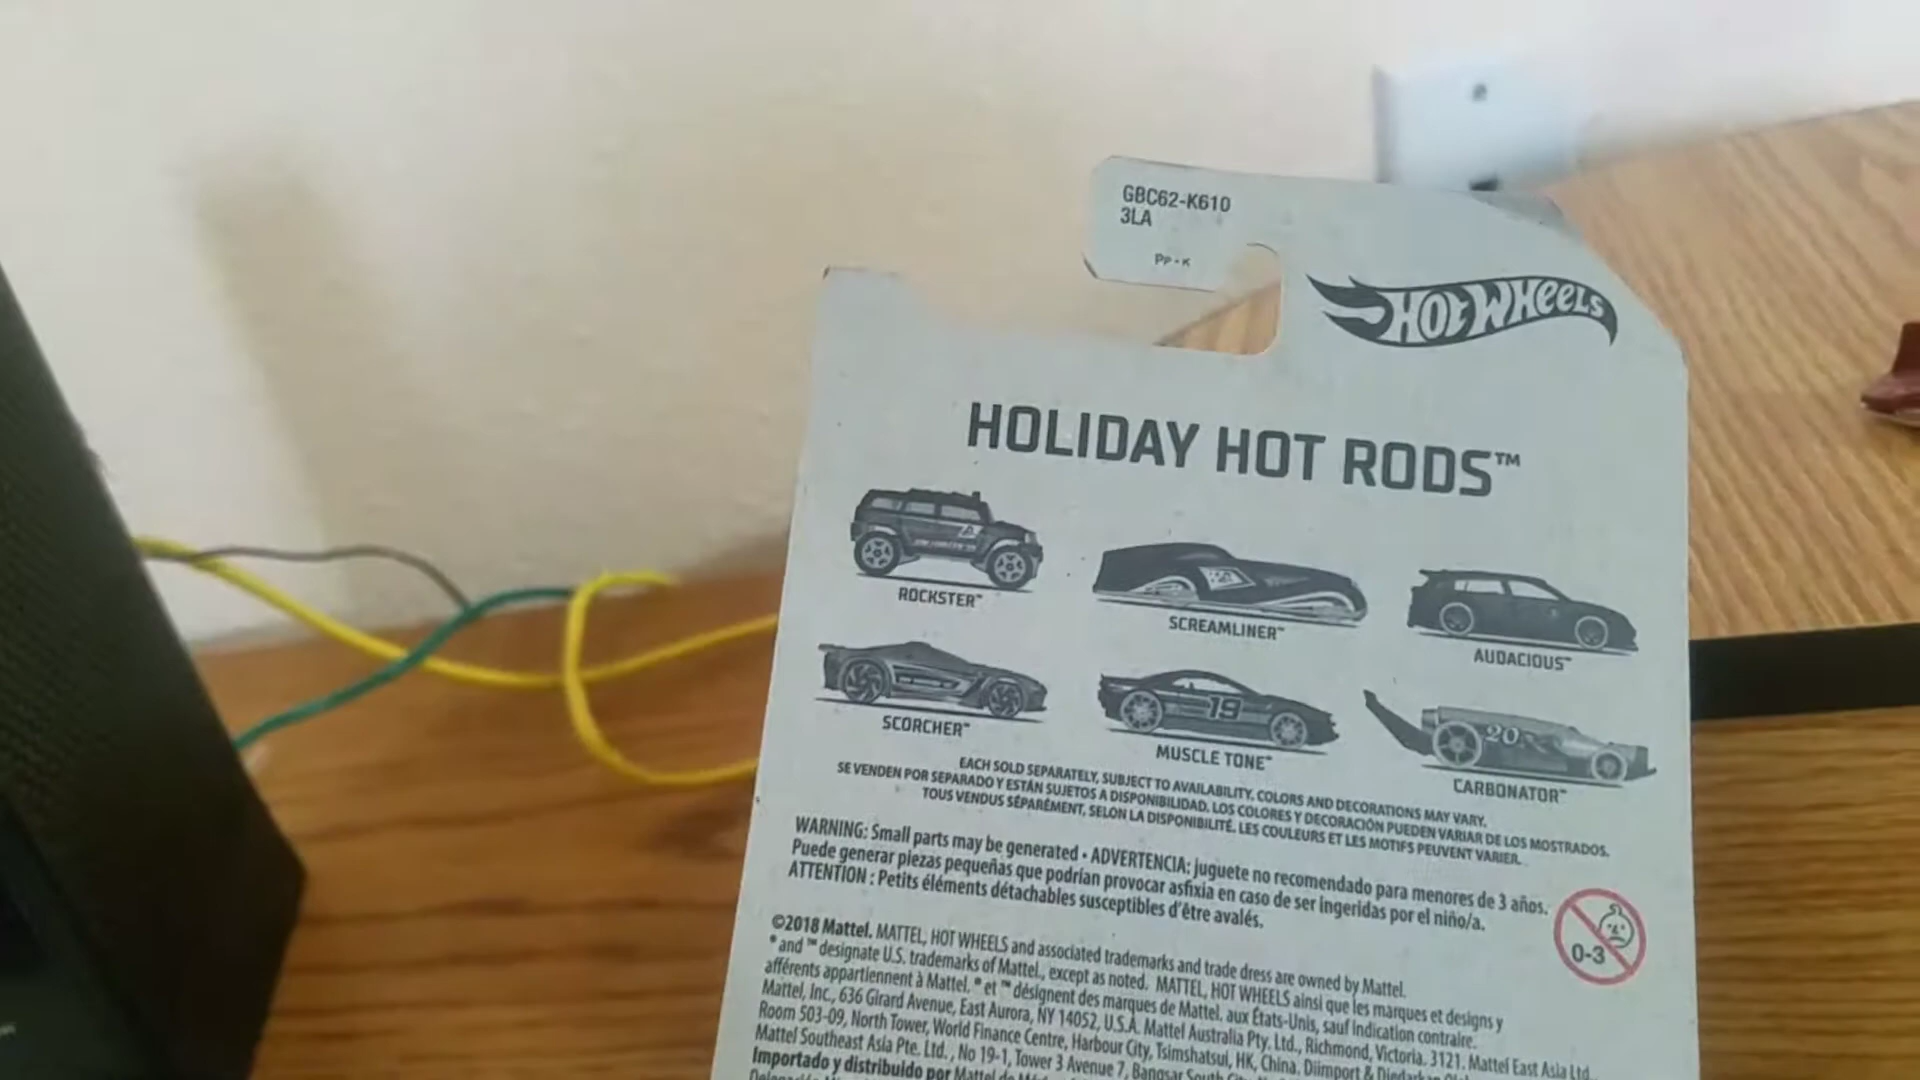 GBC62-K610
3LA
PP-K
HOT WHEELS
HOLIDAY HOT RODS™
ROCKSTER™
SCREAMLINER™
AUDACIOUS™
SCORCHER™
19
MUSCLE TONE™
20
CARBONATOR™
EACH SOLD SEPARATELY, SUBJECT TO AVAILABILITY. COLORS AND DECORATIONS MAY VARY.
SE VENDEN POR SEPARADO Y ESTÁN SUJETOS A DISPONIBILIDAD. LOS COLORES Y DECORACIÓN PUEDEN VARIAR DE LOS MOSTRADOS.
TOUS VENDUS SÉPARÉMENT, SELON LA DISPONIBILITÉ. LES COULEURS ET LES MOTIFS PEUVENT VARIER.
WARNING: Small parts may be generated • ADVERTENCIA: juguete no recomendado para menores de 3 años.
Puede generar piezas pequeñas que podrían provocar asfixia en caso de ser ingeridas por el niño/a.
ATTENTION : Petits éléments détachables susceptibles d'être avalés.
0-3
©2018 Mattel. MATTEL, HOT WHEELS and associated trademarks and trade dress are owned by Mattel.
® and ™ designate U.S. trademarks of Mattel, except as noted. MATTEL, HOT WHEELS ainsi que les marques et designs y
afférents appartiennent à Mattel. ® et ™ désignent des marques de Mattel. aux États-Unis, sauf indication contraire.
Mattel, Inc., 636 Girard Avenue, East Aurora, NY 14052, U.S.A. Mattel Australia Pty. Ltd., Richmond, Victoria. 3121. Mattel East Asia Ltd.,
Room 503-09, North Tower, World Finance Centre, Harbour City, Tsimshatsui, HK, China. Diimport & Diedarkan
Mattel Southeast Asia Pte. Ltd., No 19-1, Tower 3 Avenue 7, Bangsar South
Importado y distribuido por Mattel de